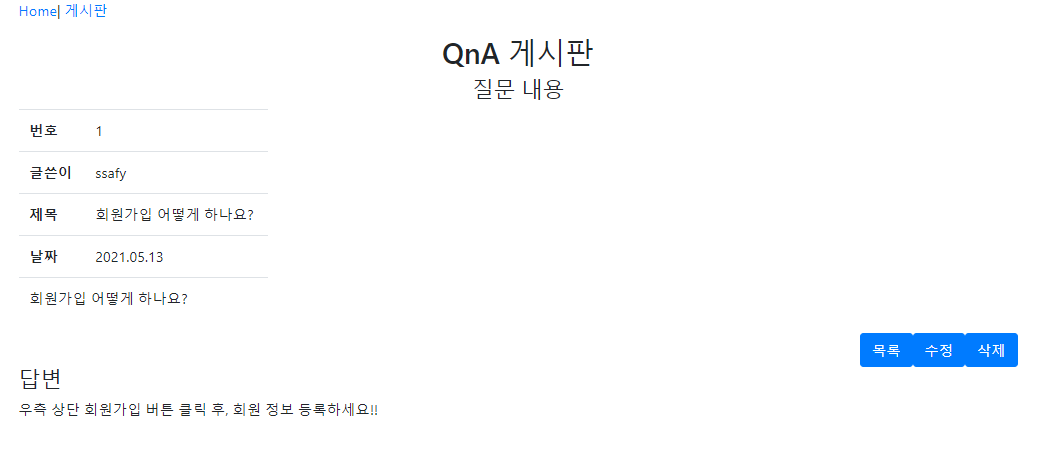 Home| 게시판
QnA 게시판
질문 내용
번호 1
글쓴이 ssafy
제목 회원가입 어떻게 하나요?
날짜 2021.05.13
회원가입 어떻게 하나요?
목록 수정 삭제
답변
우측 상단 회원가입 버튼 클릭 후, 회원 정보 등록하세요!!